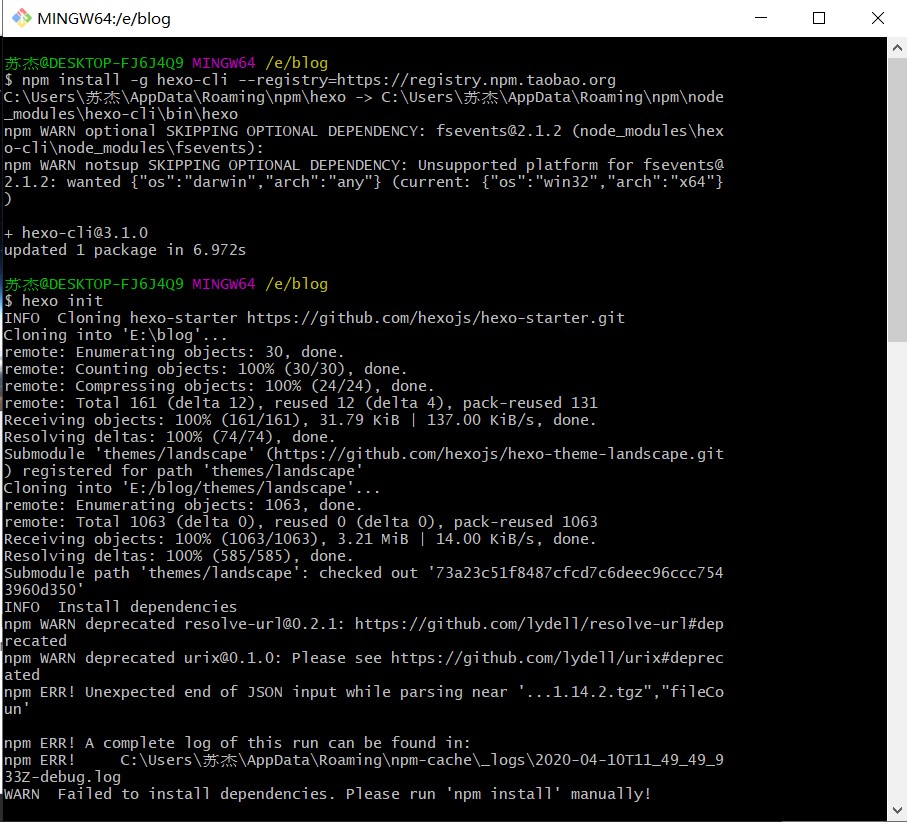 MINGW64:/e/blog
苏杰@DESKTOP-FJ6J4Q9 MINGW64 /e/blog
$ npm install -g hexo-cli --registry=https://registry.npm.taobao.org
C:\Users\苏杰\AppData\Roaming\npm\hexo -> C:\Users\苏杰\AppData\Roaming\npm\node
_modules\hexo-cli\bin\hexo
npm WARN optional SKIPPING OPTIONAL DEPENDENCY: fsevents@2.1.2 (node_modules\hex
o-cli\node_modules\fsevents):
npm WARN notsup SKIPPING OPTIONAL DEPENDENCY: Unsupported platform for fsevents@
2.1.2: wanted {"os":"darwin","arch":"any"} (current: {"os":"win32","arch":"x64"}
)
+ hexo-cli@3.1.0
updated 1 package in 6.972s
苏杰@DESKTOP-FJ6J4Q9 MINGW64 /e/blog
$ hexo init
INFO  Cloning hexo-starter https://github.com/hexojs/hexo-starter.git
Cloning into 'E:\blog'...
remote: Enumerating objects: 30, done.
remote: Counting objects: 100% (30/30), done.
remote: Compressing objects: 100% (24/24), done.
remote: Total 161 (delta 12), reused 12 (delta 4), pack-reused 131
Receiving objects: 100% (161/161), 31.79 KiB | 137.00 KiB/s, done.
Resolving deltas: 100% (74/74), done.
Submodule 'themes/landscape' (https://github.com/hexojs/hexo-theme-landscape.git
) registered for path 'themes/landscape'
Cloning into 'E:/blog/themes/landscape'...
remote: Enumerating objects: 1063, done.
remote: Total 1063 (delta 0), reused 0 (delta 0), pack-reused 1063
Receiving objects: 100% (1063/1063), 3.21 MiB | 14.00 KiB/s, done.
Resolving deltas: 100% (585/585), done.
Submodule path 'themes/landscape': checked out '73a23c51f8487cfcd7c6deec96ccc754
3960d350'
INFO  Install dependencies
npm WARN deprecated resolve-url@0.2.1: https://github.com/lydell/resolve-url#dep
recated
npm WARN deprecated urix@0.1.0: Please see https://github.com/lydell/urix#deprec
ated
npm ERR! Unexpected end of JSON input while parsing near '...1.14.2.tgz","fileCo
un'
npm ERR! A complete log of this run can be found in:
npm ERR!     C:\Users\苏杰\AppData\Roaming\npm-cache\_logs\2020-04-10T11_49_49_9
33Z-debug.log
WARN  Failed to install dependencies. Please run 'npm install' manually!